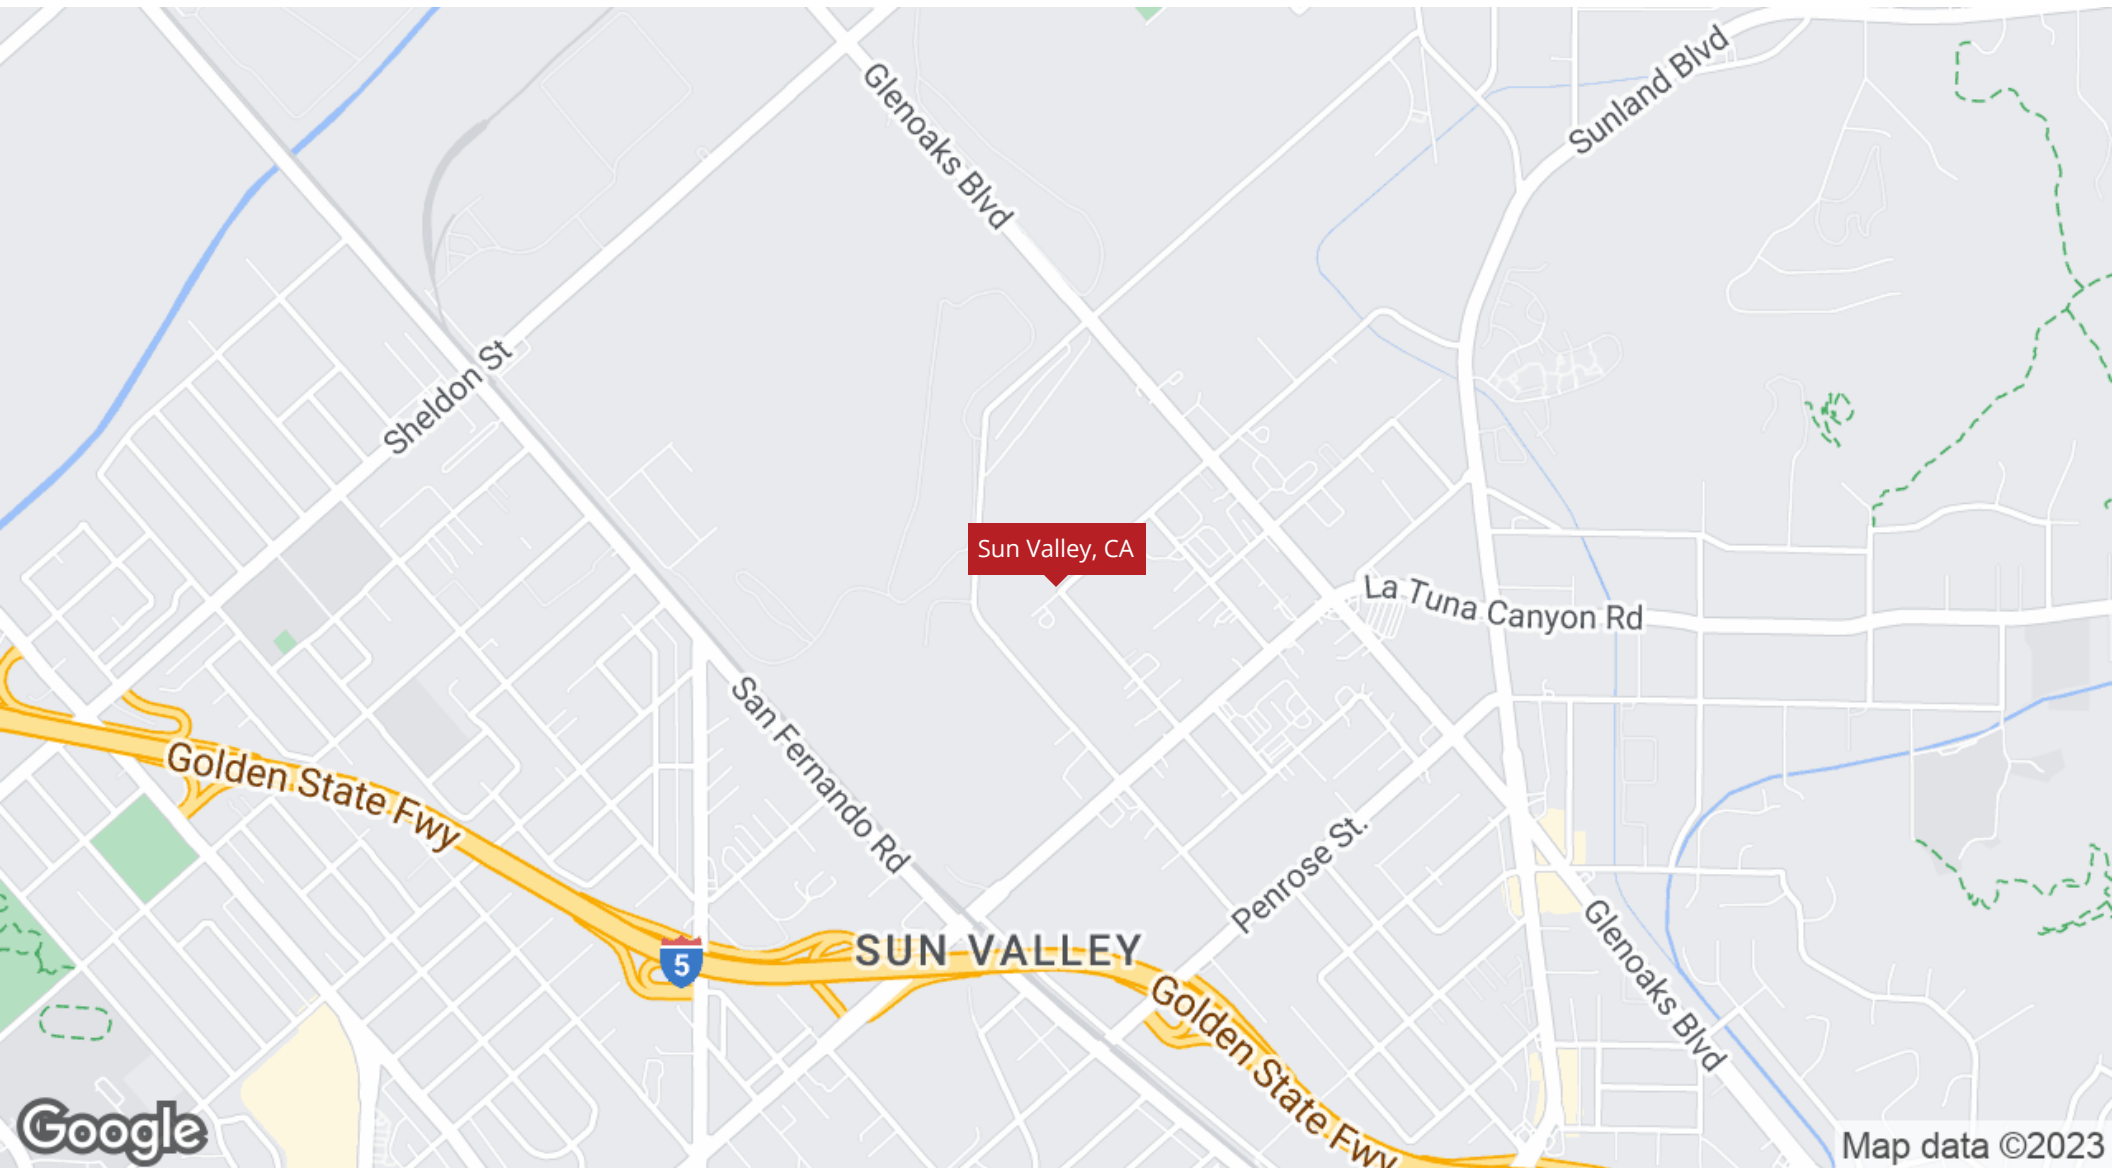 Sunland Blvd
Glenoaks Blvd
Sheldon St
Sun Valley, CA
La Tuna Canyon Rd
San Fernando Rd
Golden State Fwy
Penrose St.
5
SUN VALLEY
Glenoaks Blvd
Golden State Fwy
Google
Map data ©2023